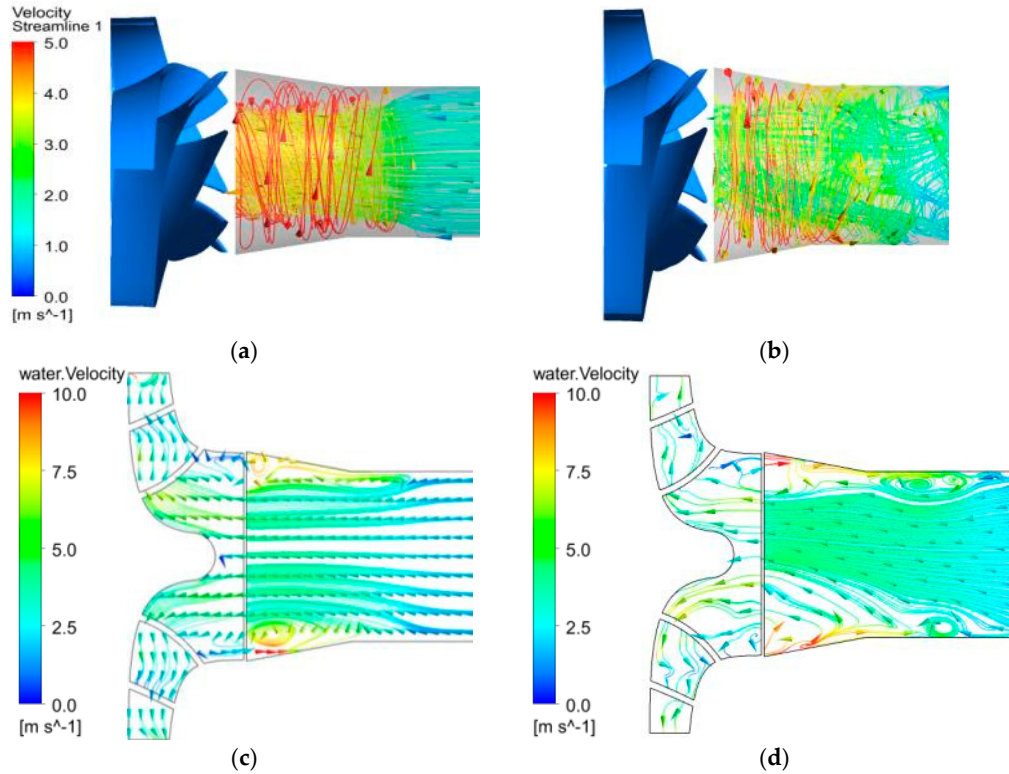 Velocity
Streamline 1
5.0
4.0
3.0
2.0
1.0
0.0
[m s^-1]
(a)
(b)
water.Velocity
10.0
7.5
5.0
2.5
0.0
[m s^-1]
(c)
water.Velocity
10.0
7.5
5.0
2.5
0.0
[m s^-1]
(d)